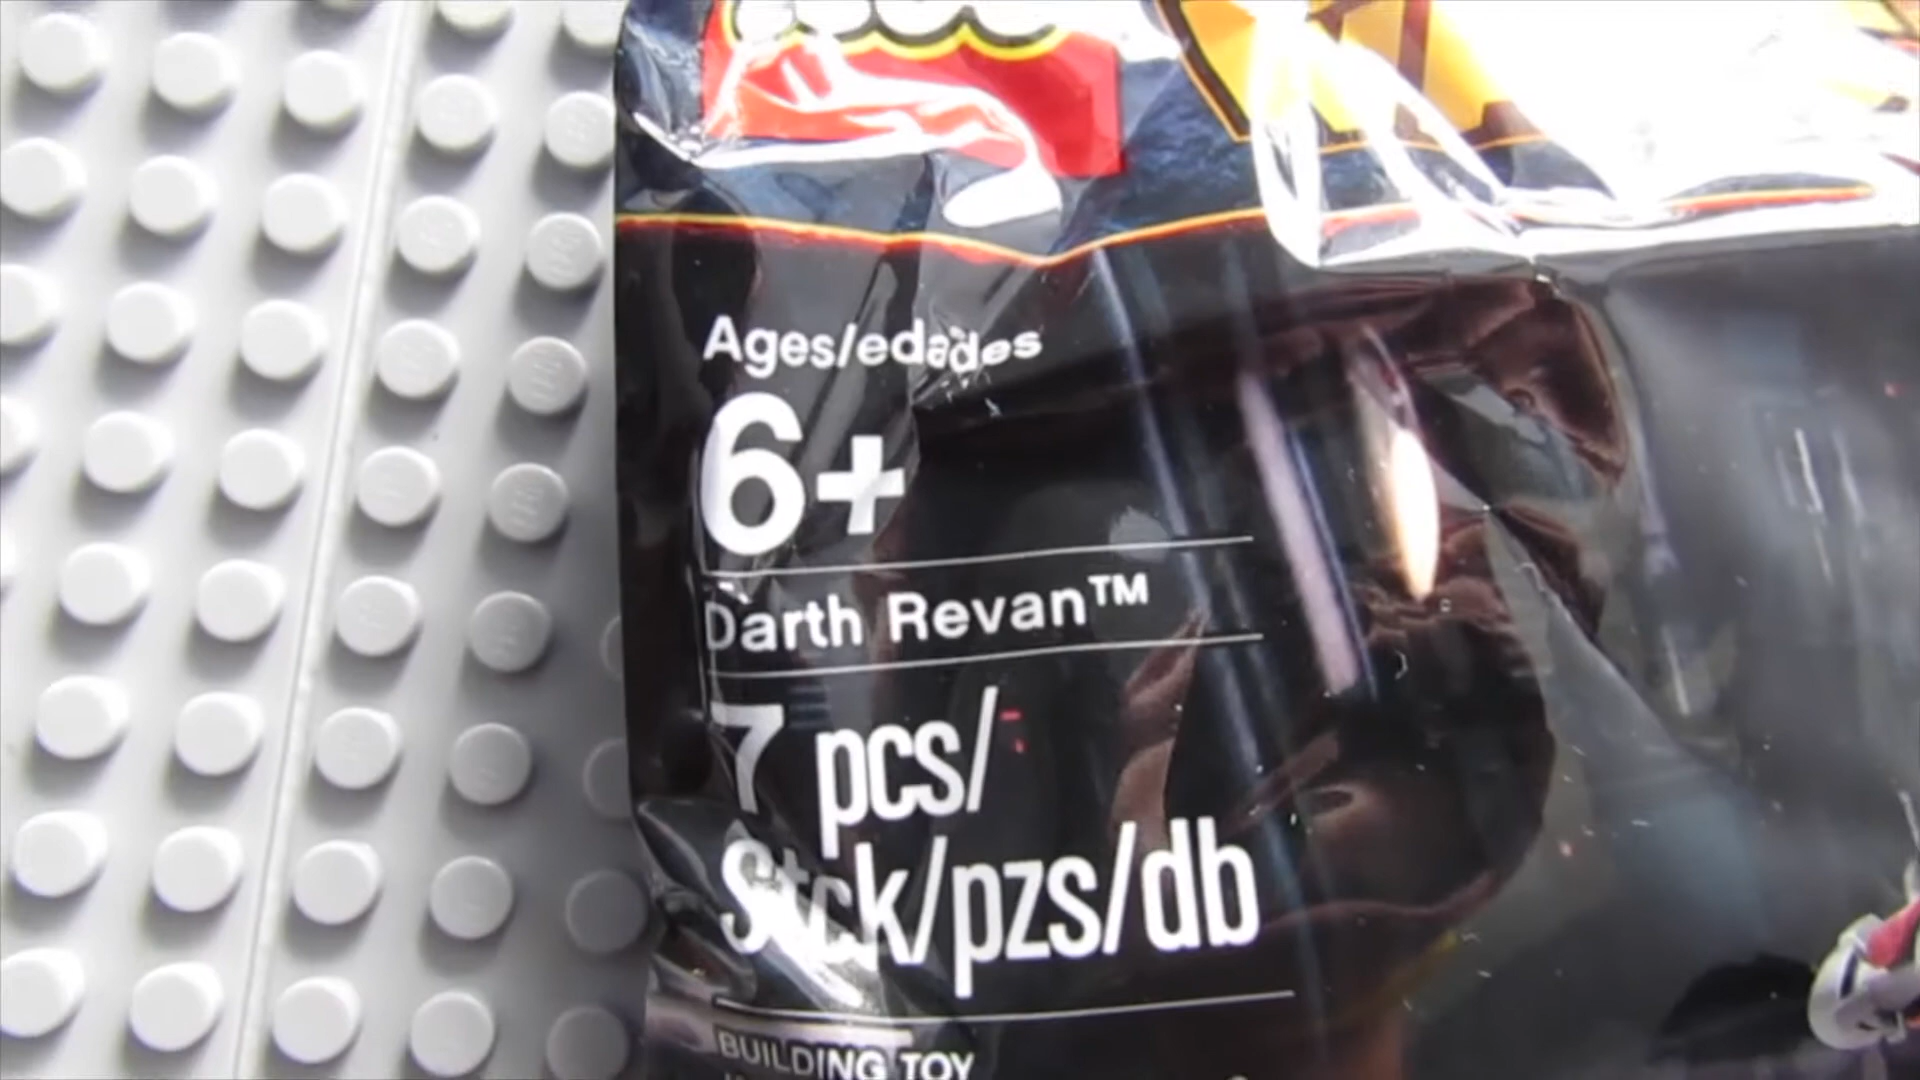 Ages/edades
6+
Darth Revan™
7 pcs/
Stck/pzs/db
BUILDING TOY